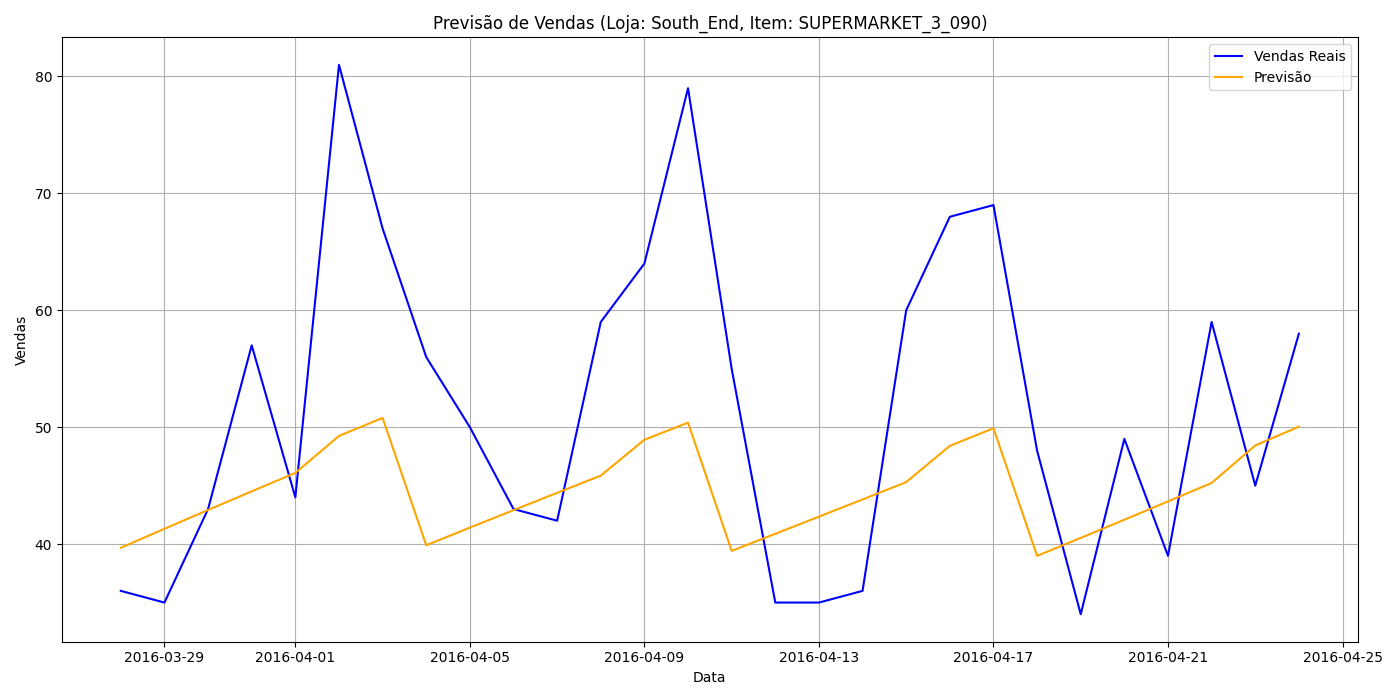 Previsão de Vendas (Loja: South_End, Item: SUPERMARKET_3_090)
Vendas Reais
Previsão
80
70
60
50
40
Vendas
2016-03-29 2016-04-01 2016-04-05 2016-04-09 2016-04-13 2016-04-17 2016-04-21 2016-04-25
Data